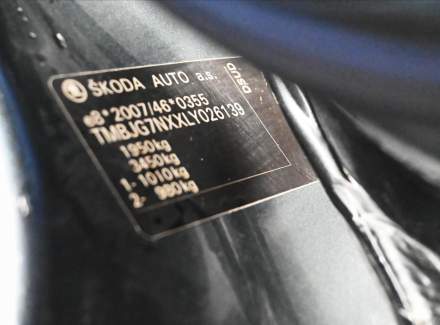 ŠKODA AUTO a.s.
e8*2007/46*0355
TMBJG7NXXLY026139
1950kg
3450kg
1- 1010kg
2- 980kg